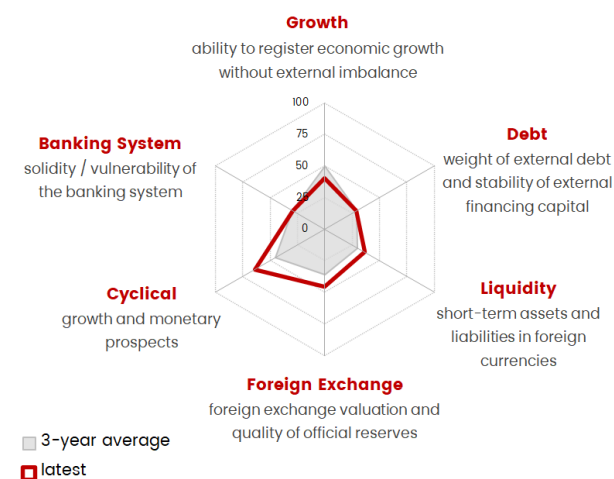 Growth
ability to register economic growth
without external imbalance
100
75
50
25
0
Banking System
solidity / vulnerability of
the banking system
Debt
weight of external debt
and stability of external
financing capital
Cyclical
growth and monetary
prospects
Liquidity
short-term assets and
liabilities in foreign
currencies
Foreign Exchange
foreign exchange valuation and
quality of official reserves
3-year average
latest